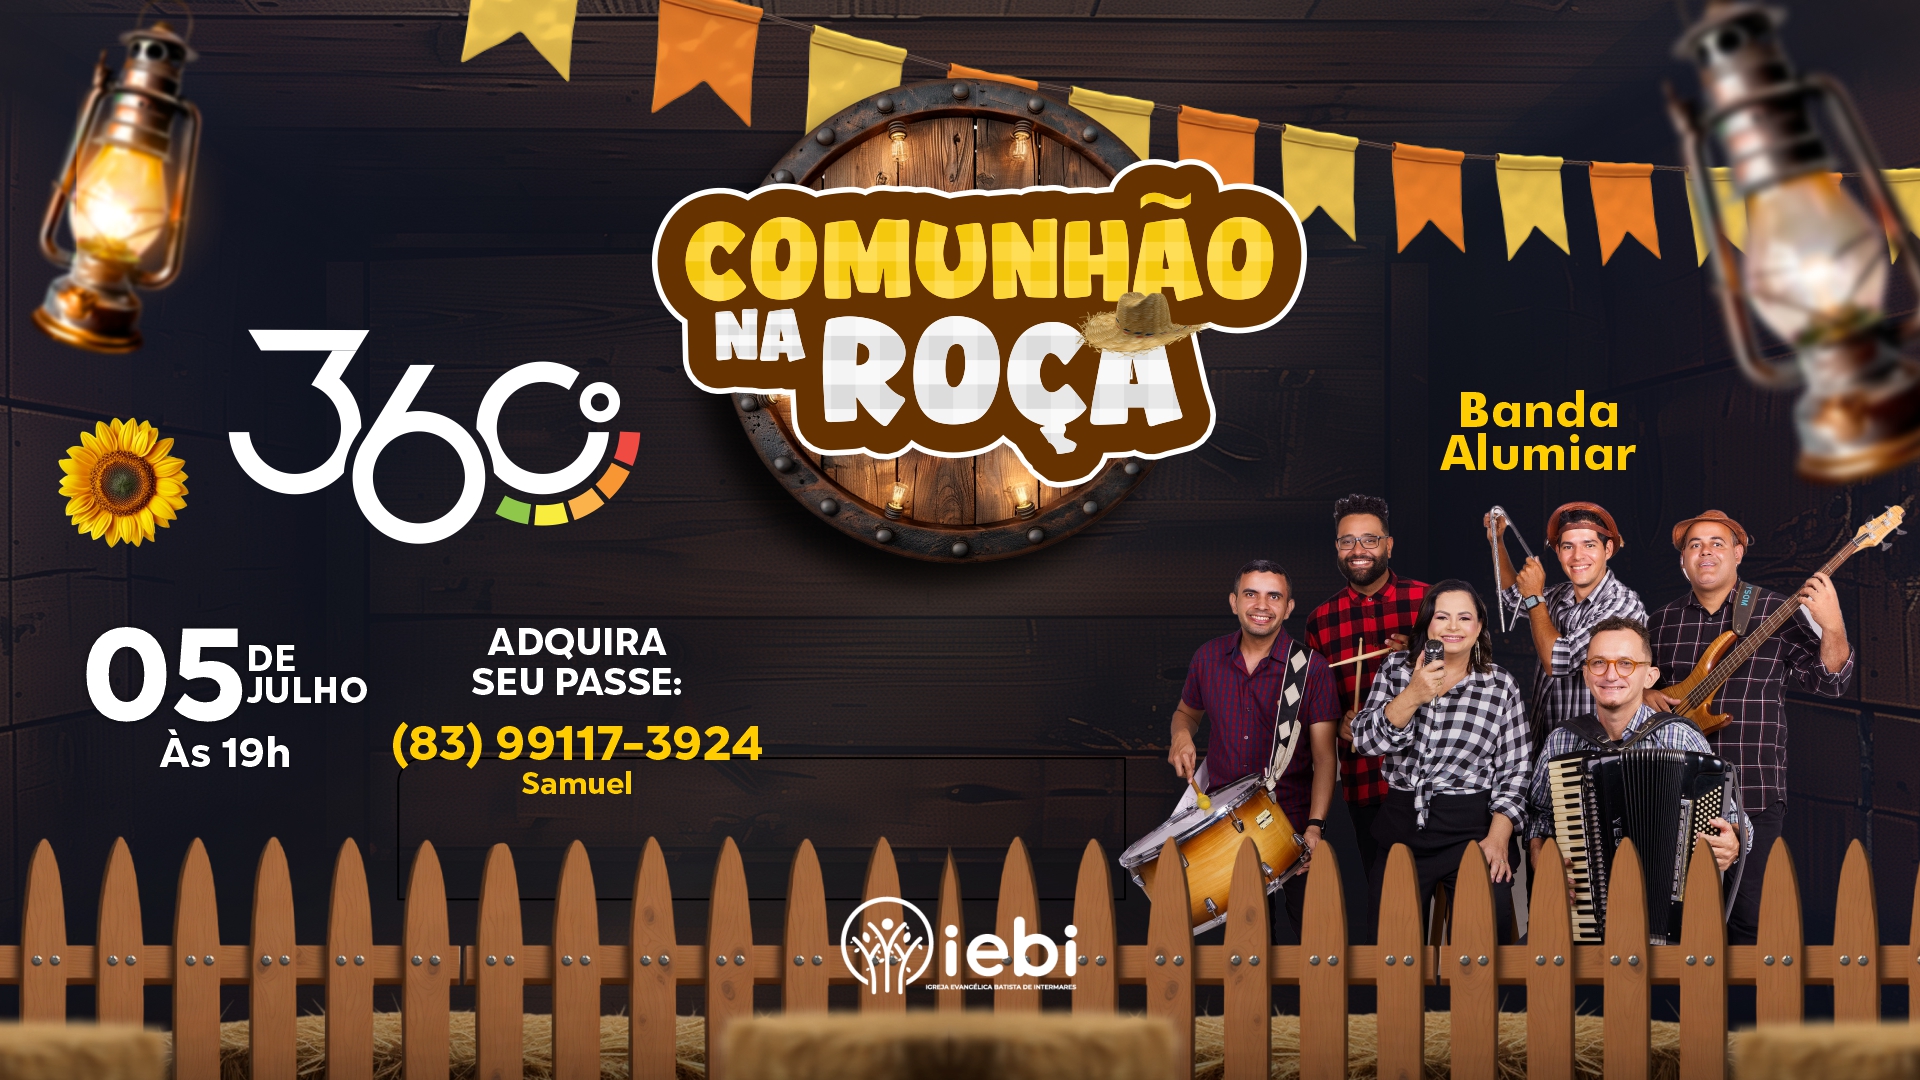 COMUNHÃO
NA ROÇA
360°
Banda
Alumiar
05 DE
JULHO
Às 19h
ADQUIRA
SEU PASSE:
(83) 99117-3924
Samuel
iebi
IGREJA EVANGÉLICA BATISTA DE INTERMARES